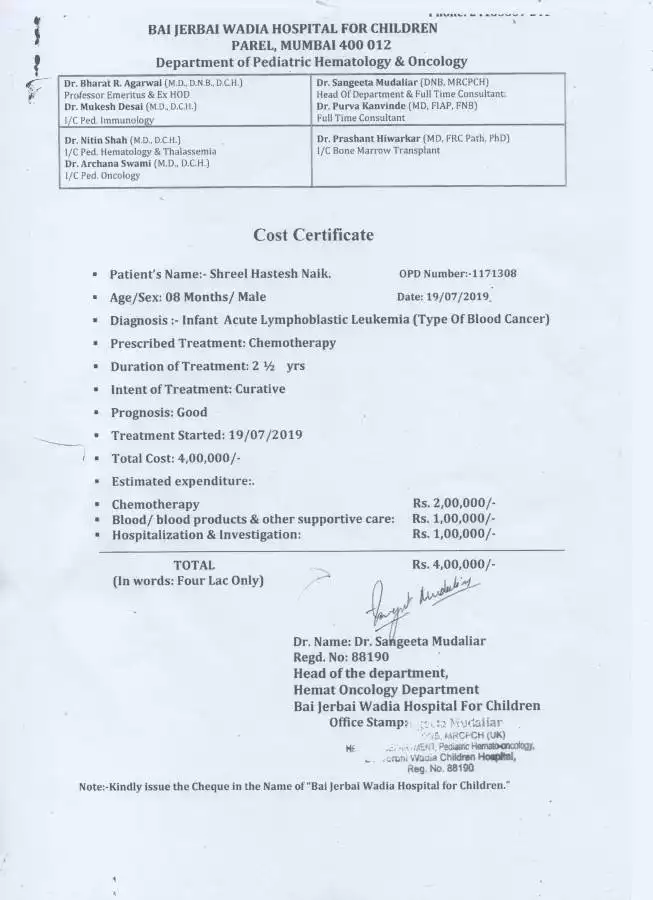 BAI JERBAI WADIA HOSPITAL FOR CHILDREN
PAREL, MUMBAI 400 012
Department of Pediatric Hematology & Oncology
Dr. Bharat R. Agarwal (M.D., D.N.B., D.C.H.)
Professor Emeritus & Ex HOD
Dr. Mukesh Desai (M.D., D.C.H.)
I/C Ped. Immunology
Dr. Sangeeta Mudaliar (DNB, MRCPCH)
Head Of Department & Full Time Consultant.
Dr. Purva Kanvinde (MD, FIAP, FNB)
Full Time Consultant
Dr. Nitin Shah (M.D., D.C.H.)
I/C Ped. Hematology & Thalassemia
Dr. Archana Swami (M.D., D.C.H.)
I/C Ped. Oncology
Dr. Prashant Hiwarkar (MD, FRC Path, PhD)
I/C Bone Marrow Transplant
Cost Certificate
▪ Patient's Name:- Shreel Hastesh Naik. OPD Number:-1171308
▪ Age/Sex: 08 Months/ Male Date: 19/07/2019.
▪ Diagnosis :- Infant Acute Lymphoblastic Leukemia (Type Of Blood Cancer)
▪ Prescribed Treatment: Chemotherapy
▪ Duration of Treatment: 2 ½ yrs
▪ Intent of Treatment: Curative
▪ Prognosis: Good
▪ Treatment Started: 19/07/2019
▪ Total Cost: 4,00,000/-
▪ Estimated expenditure:.
▪ Chemotherapy Rs. 2,00,000/-
▪ Blood/ blood products & other supportive care: Rs. 1,00,000/-
▪ Hospitalization & Investigation: Rs. 1,00,000/-
TOTAL Rs. 4,00,000/-
(In words: Four Lac Only)
Mudaliar
Dr. Name: Dr. Sangeeta Mudaliar
Regd. No: 88190
Head of the department,
Hemat Oncology Department
Bai Jerbai Wadia Hospital For Children
Office Stamp: Mudaliar
MRCPCH (UK)
Pediatric Hemato-oncology,
Wadia Children Hospital,
Reg. No. 88190
Note:-Kindly issue the Cheque in the Name of "Bai Jerbai Wadia Hospital for Children."